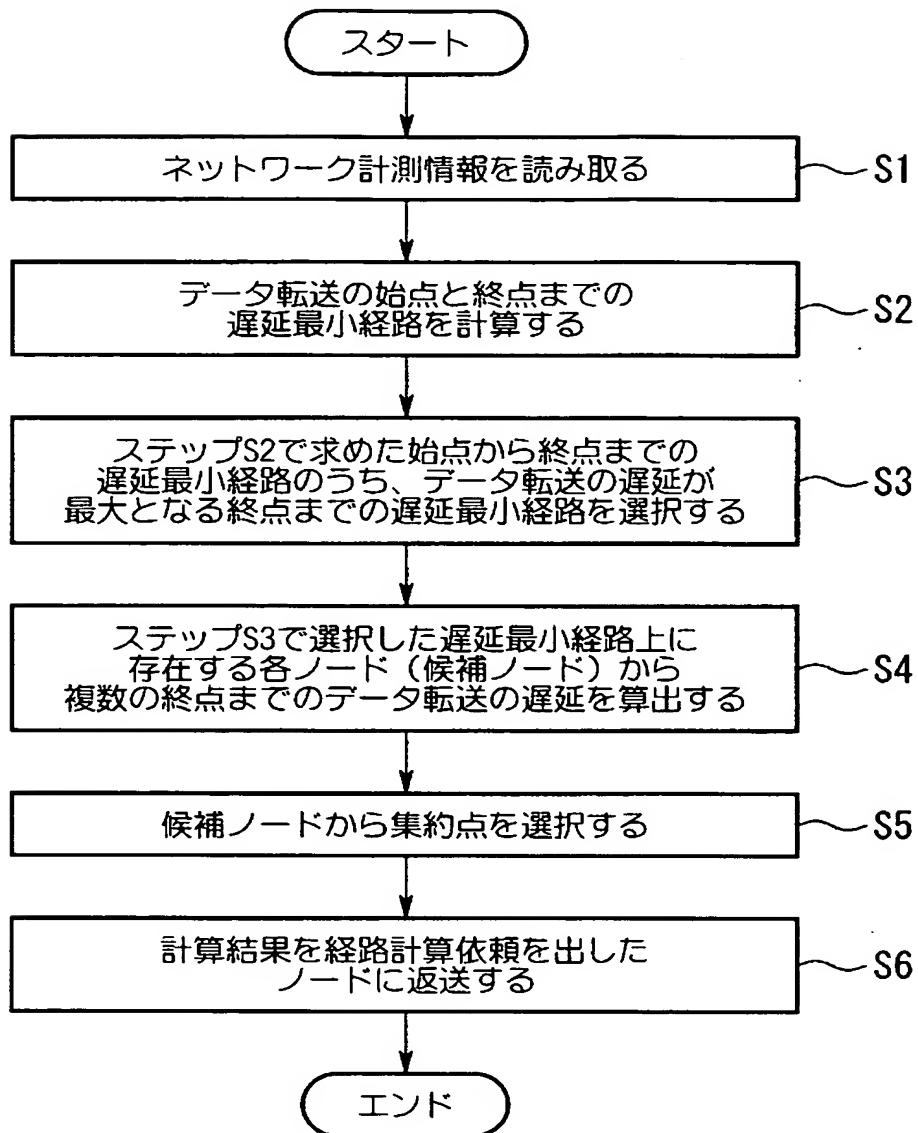 スタート
ネットワーク計測情報を読み取る
S1
データ転送の始点と終点までの
遅延最小経路を計算する
S2
ステップS2で求めた始点から終点までの
遅延最小経路のうち、データ転送の遅延が
最大となる終点までの遅延最小経路を選択する
S3
ステップS3で選択した遅延最小経路上に
存在する各ノード（候補ノード）から
複数の終点までのデータ転送の遅延を算出する
S4
候補ノードから集約点を選択する
S5
計算結果を経路計算依頼を出した
ノードに返送する
S6
エンド